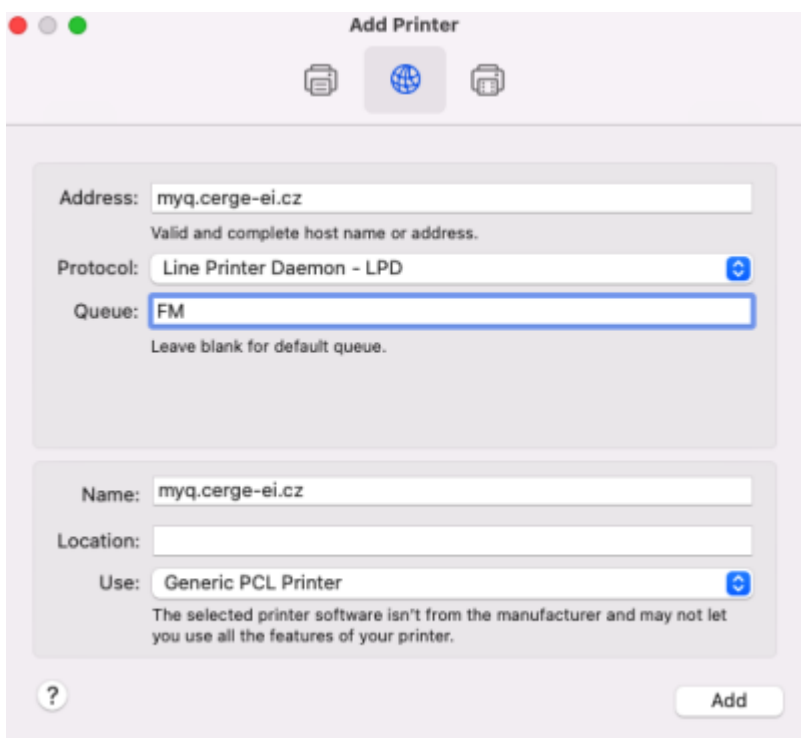 Add Printer
Address: myq.cerge-ei.cz
Valid and complete host name or address.
Protocol: Line Printer Daemon - LPD
Queue: FM
Leave blank for default queue.
Name: myq.cerge-ei.cz
Location:
Use: Generic PCL Printer
The selected printer software isn't from the manufacturer and may not let
you use all the features of your printer.
? Add